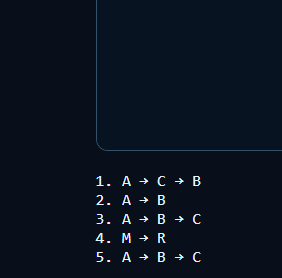 1. A → C → B
2. A → B
3. A → B → C
4. M → R
5. A → B → C